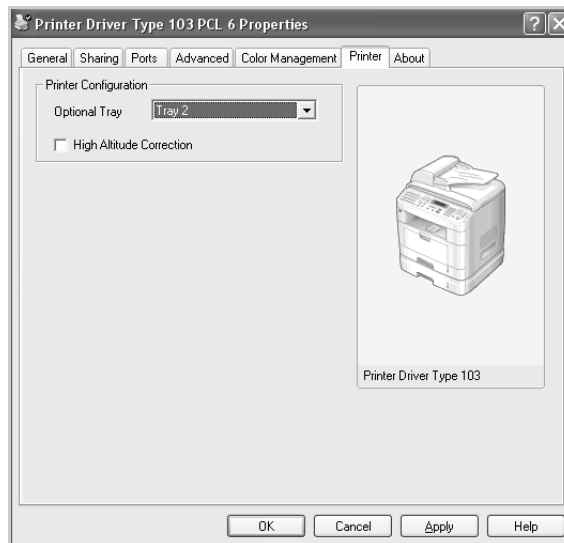 Printer Driver Type 103 PCL 6 Properties
General Sharing Ports Advanced Color Management Printer About
Printer Configuration
Optional Tray Tray 2
High Altitude Correction
Printer Driver Type 103
OK Cancel Apply Help